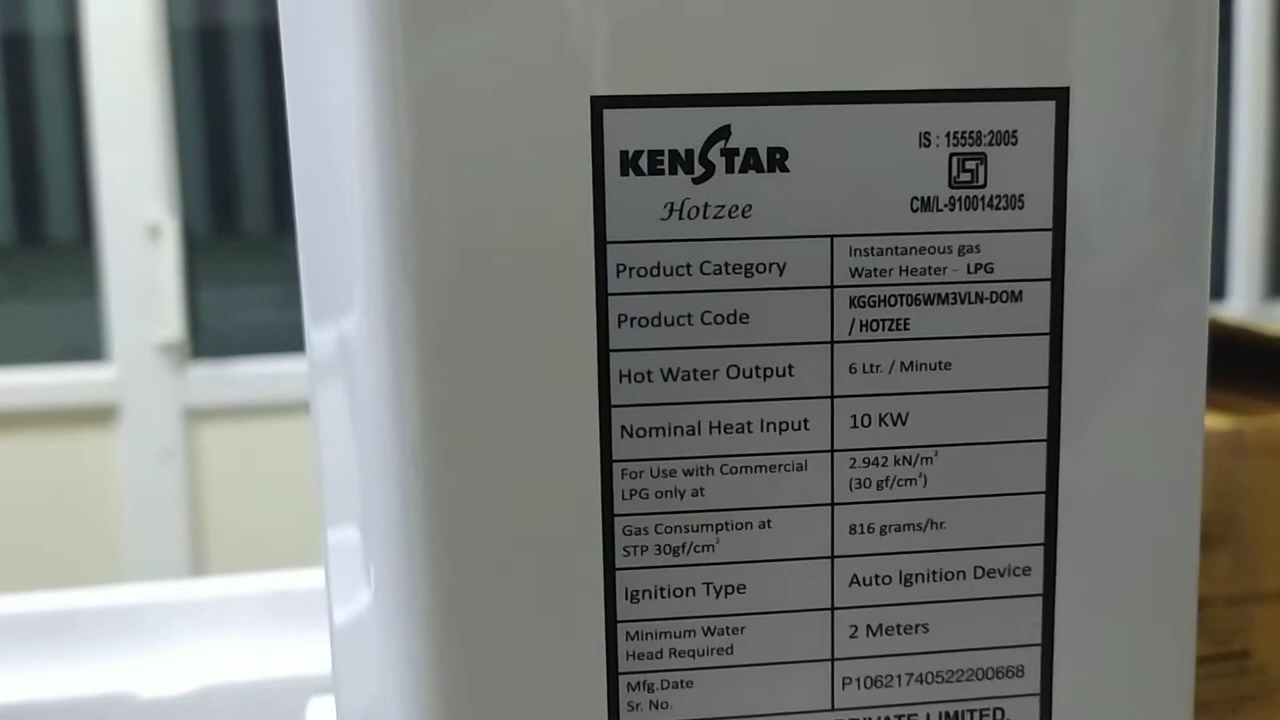 KENSTAR
Hotzee
IS : 15558:2005
ISI
CM/L-9100142305
Product Category
Instantaneous gas
Water Heater - LPG
Product Code
KGGHOT06WM3VLN-DOM
/ HOTZEE
Hot Water Output
6 Ltr. / Minute
Nominal Heat Input
10 KW
For Use with Commercial
LPG only at
2.942 kN/m²
(30 gf/cm²)
Gas Consumption at
STP 30gf/cm²
816 grams/hr.
Ignition Type
Auto Ignition Device
Minimum Water
Head Required
2 Meters
Mfg.Date
Sr. No.
P10621740522200668
PRIVATE LIMITED.